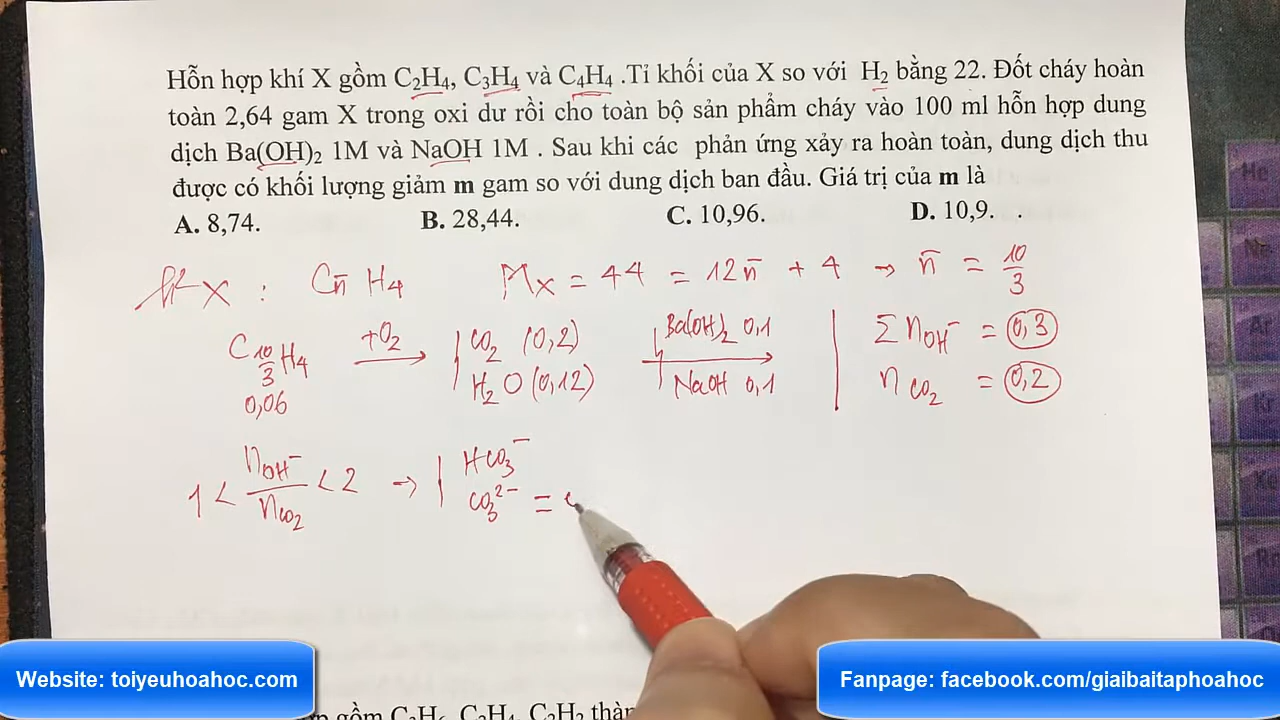 Hỗn hợp khí X gồm C₂H₄, C₃H₄ và C₄H₄ .Tỉ khối của X so với H₂ bằng 22. Đốt cháy hoàn
toàn 2,64 gam X trong oxi dư rồi cho toàn bộ sản phẩm cháy vào 100 ml hỗn hợp dung
dịch Ba(OH)₂ 1M và NaOH 1M . Sau khi các phản ứng xảy ra hoàn toàn, dung dịch thu
được có khối lượng giảm m gam so với dung dịch ban đầu. Giá trị của m là
A. 8,74. B. 28,44. C. 10,96. D. 10,9. .
X : Cn̄ H₄ Mx = 44 = 12n̄ + 4 → n̄ = 10/3
C10/3H₄ +O₂ → CO₂ (0,2) Ba(OH)₂ 0,1 Σ nOH⁻ = 0,3
0,06 H₂O (0,12) NaOH 0,1 nCO₂ = 0,2
1 < nOH⁻/nCO₂ < 2 → | HCO₃⁻
CO₃²⁻ =
Website: toiyeuhoahoc.com
Fanpage: facebook.com/giaibaitaphoahoc